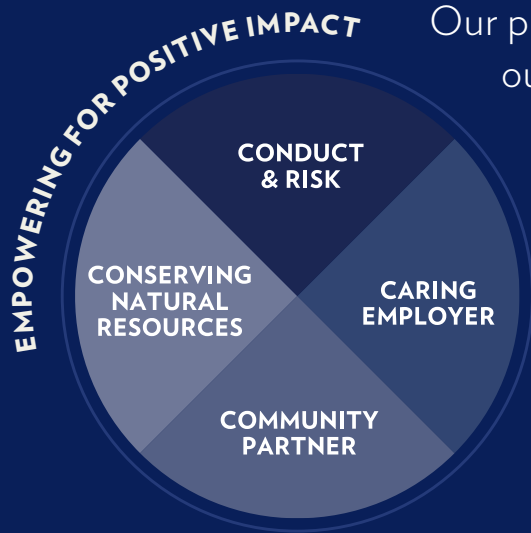 EMPOWERING FOR POSITIVE IMPACT
Our p
ou
CONDUCT
& RISK
CONSERVING
NATURAL
RESOURCES
CARING
EMPLOYER
COMMUNITY
PARTNER